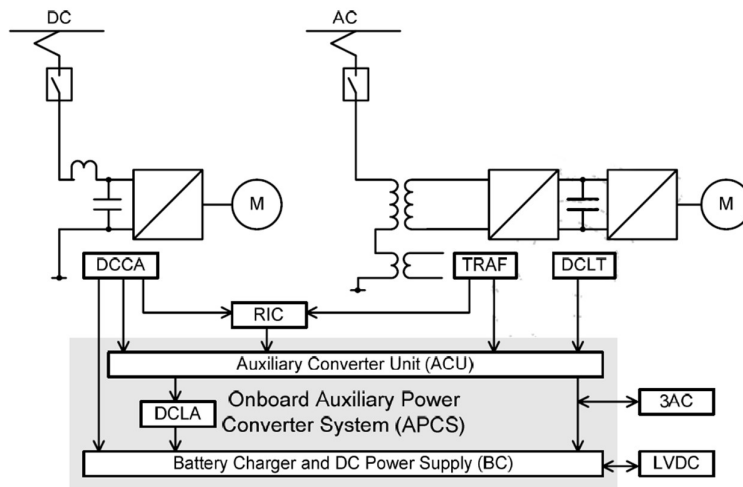 DC
AC
M
M
DCCA
TRAF
DCLT
RIC
Auxiliary Converter Unit (ACU)
Onboard Auxiliary Power
DCLA
Converter System (APCS)
3AC
Battery Charger and DC Power Supply (BC)
LVDC